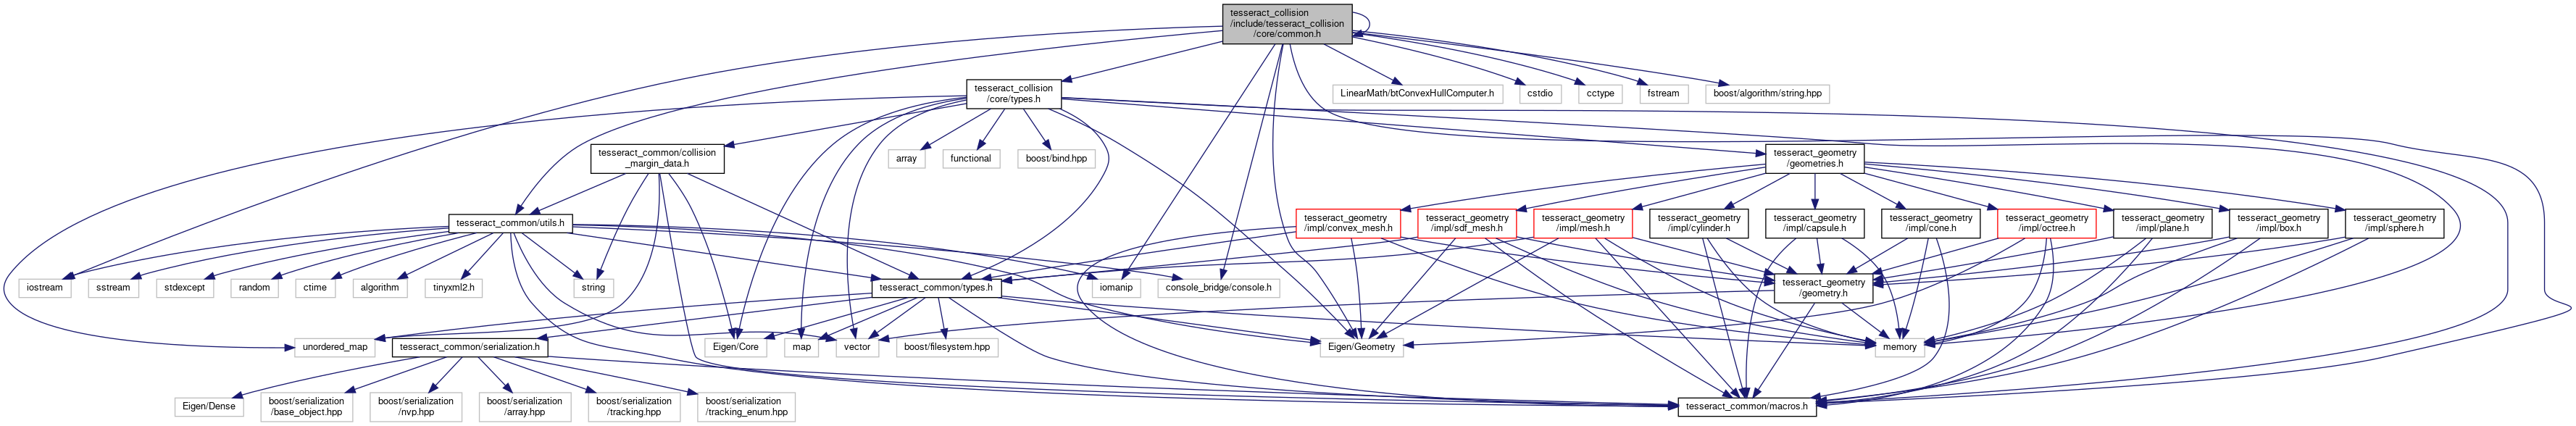 tesseract_collision
/include/tesseract_collision
/core/common.h
tesseract_collision
/core/types.h
LinearMath/btConvexHullComputer.h
cstdio
cctype
fstream
boost/algorithm/string.hpp
tesseract_common/collision
_margin_data.h
array
functional
boost/bind.hpp
tesseract_geometry
/geometries.h
tesseract_common/utils.h
tesseract_geometry
/impl/convex_mesh.h
tesseract_geometry
/impl/sdf_mesh.h
tesseract_geometry
/impl/mesh.h
tesseract_geometry
/impl/cylinder.h
tesseract_geometry
/impl/capsule.h
tesseract_geometry
/impl/cone.h
tesseract_geometry
/impl/octree.h
tesseract_geometry
/impl/plane.h
tesseract_geometry
/impl/box.h
tesseract_geometry
/impl/sphere.h
iostream
sstream
stdexcept
random
ctime
algorithm
tinyxml2.h
string
tesseract_common/types.h
iomanip
console_bridge/console.h
tesseract_geometry
/geometry.h
unordered_map
tesseract_common/serialization.h
Eigen/Core
map
vector
boost/filesystem.hpp
Eigen/Geometry
memory
Eigen/Dense
boost/serialization
/base_object.hpp
boost/serialization
/nvp.hpp
boost/serialization
/array.hpp
boost/serialization
/tracking.hpp
boost/serialization
/tracking_enum.hpp
tesseract_common/macros.h